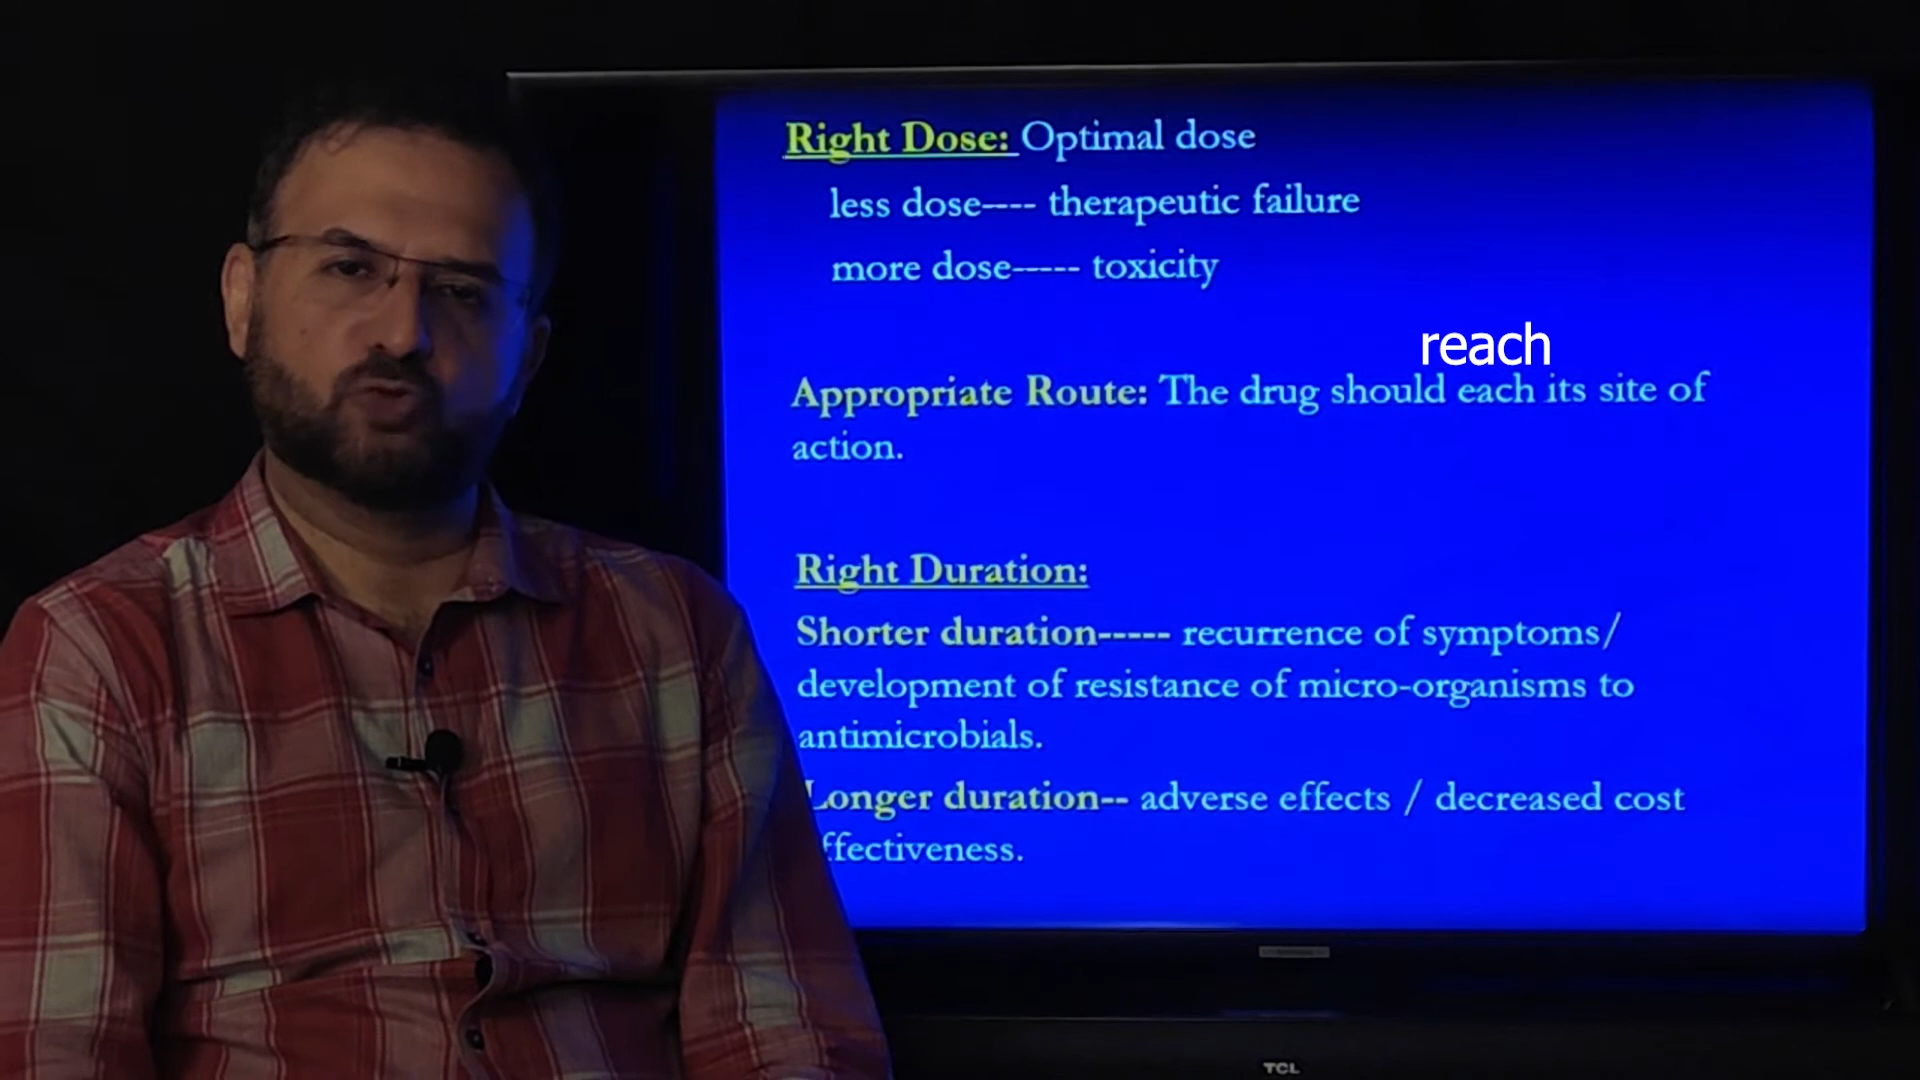 Right Dose: Optimal dose
less dose---- therapeutic failure
more dose----- toxicity
reach
Appropriate Route: The drug should each its site of
action.
Right Duration:
Shorter duration----- recurrence of symptoms/
development of resistance of micro-organisms to
antimicrobials.
Longer duration-- adverse effects / decreased cost
ffectiveness.
TCL